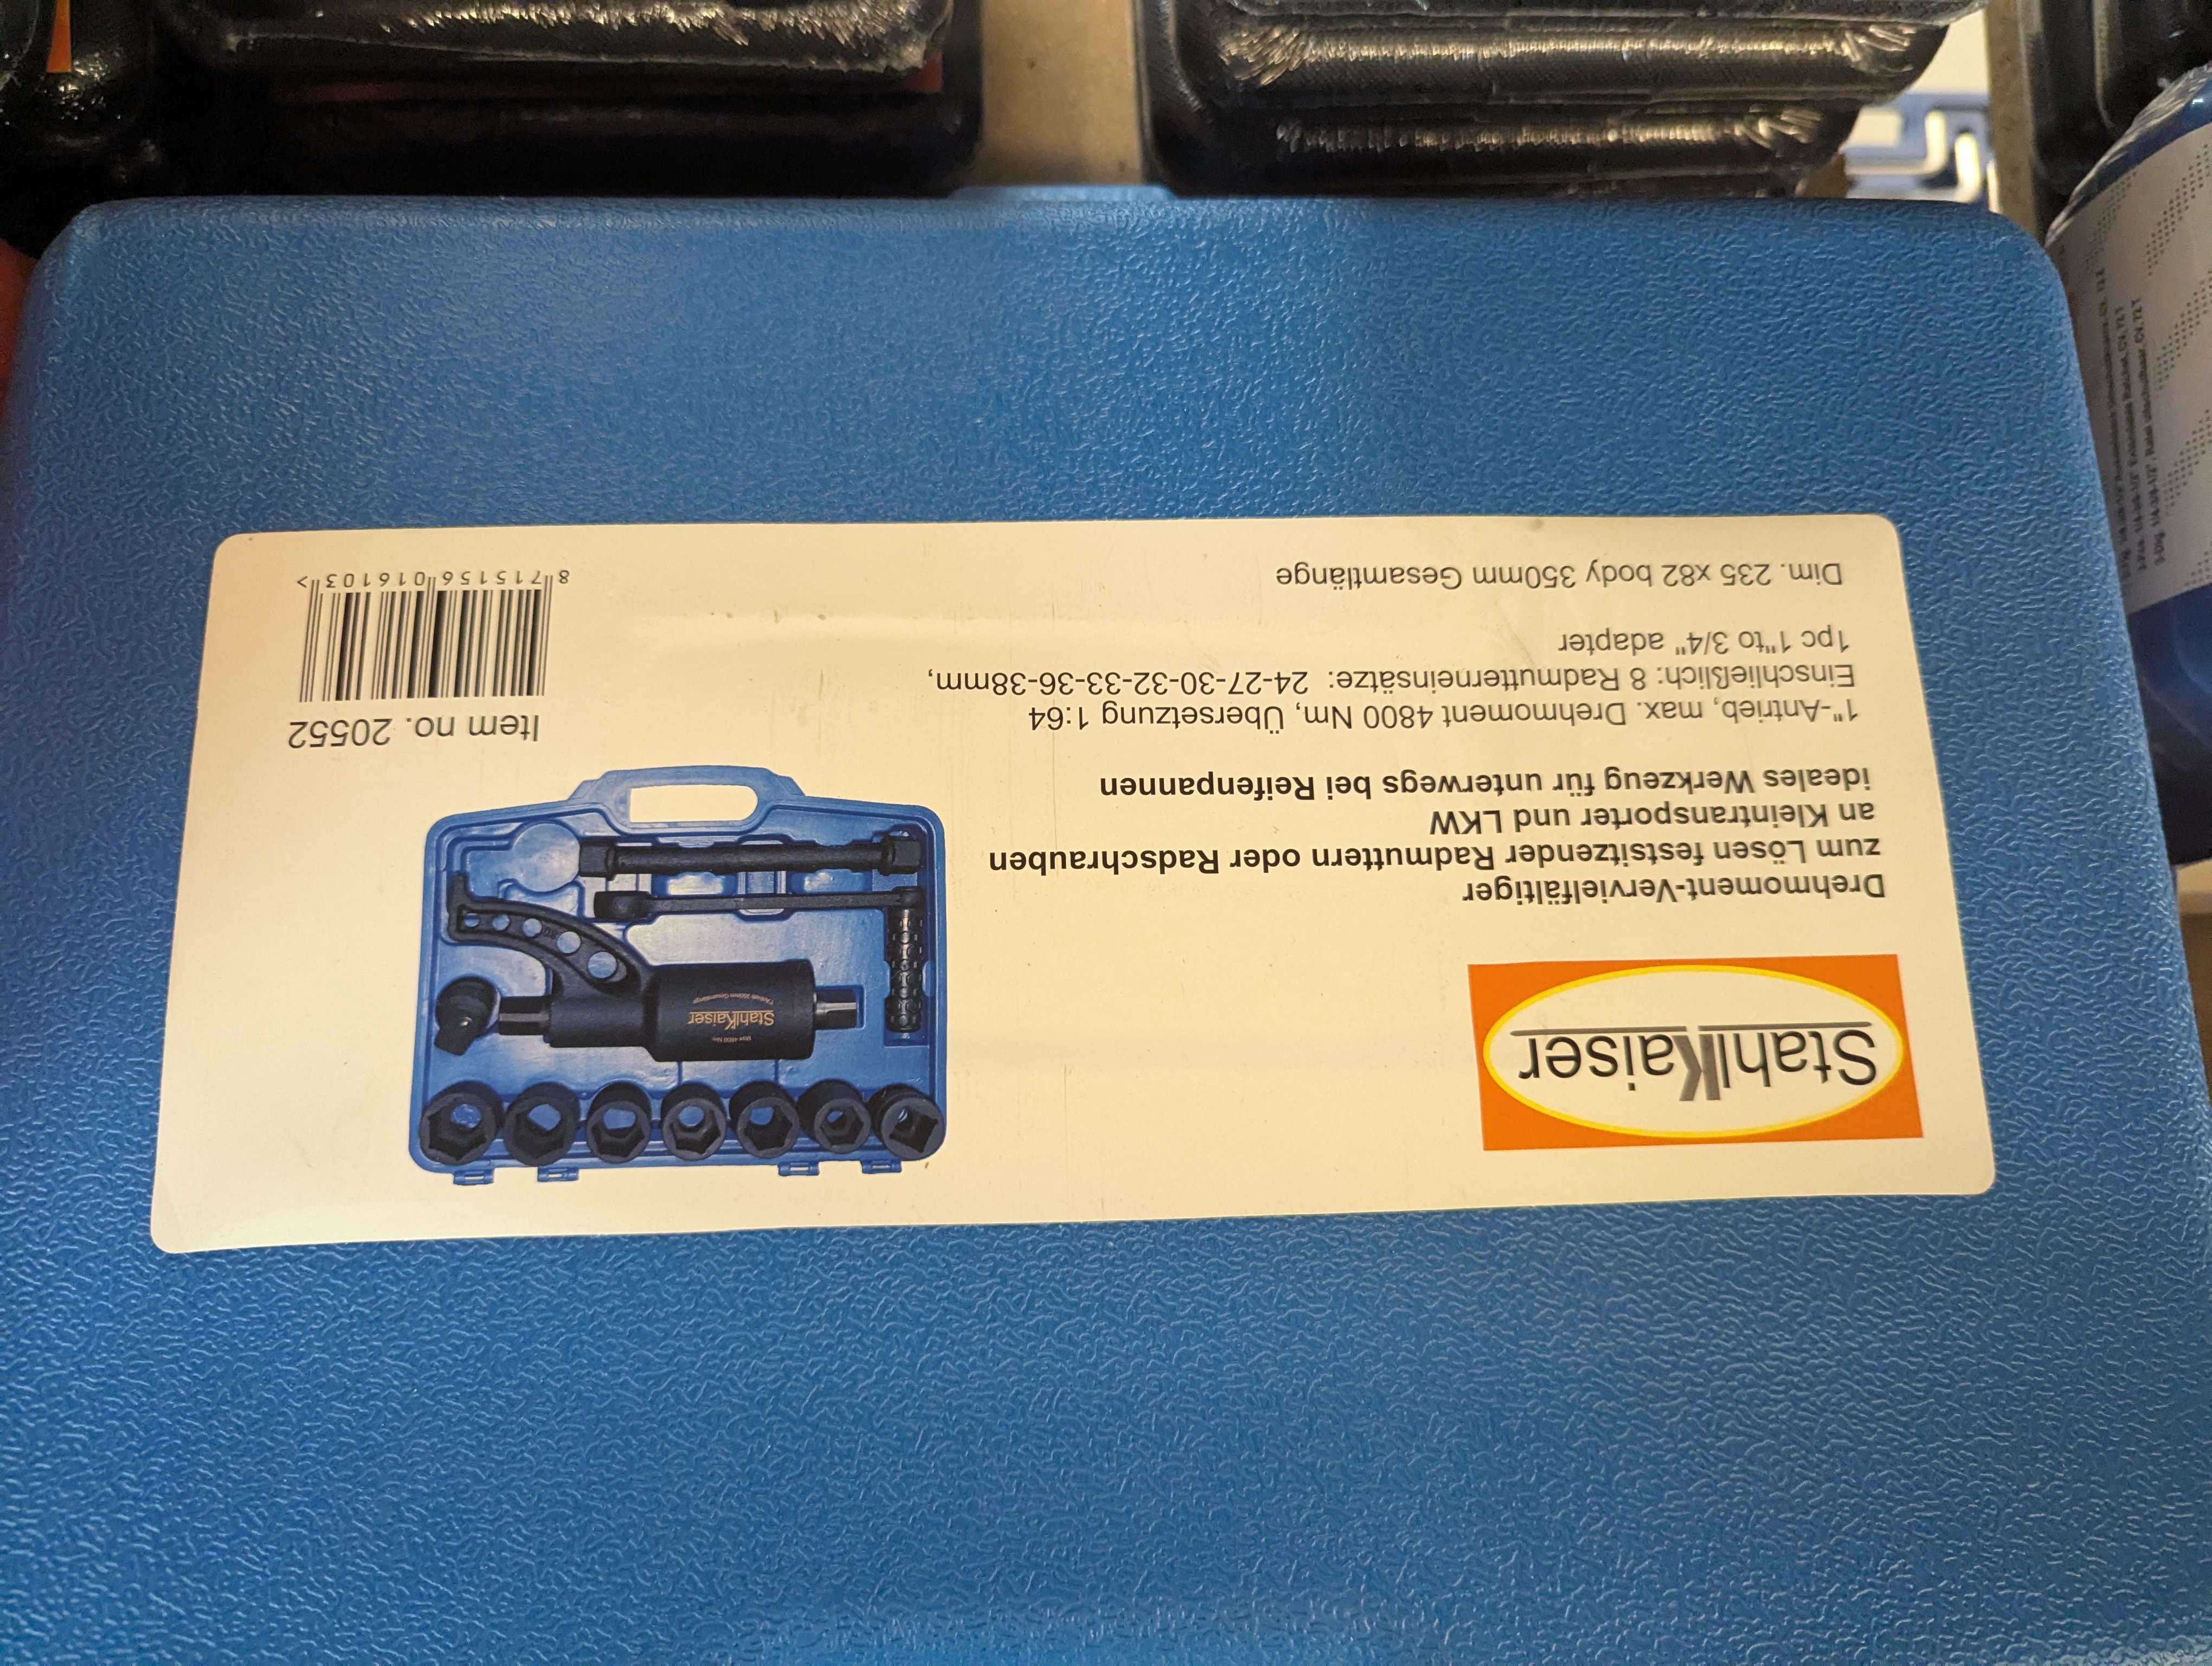 StahlKaiser
Drehmoment-Vervielfältiger
zum Lösen festsitzender Radmuttern oder Radschrauben
an Kleintransporter und LKW
ideales Werkzeug für unterwegs bei Reifenpannen
1"-Antrieb, max. Drehmoment 4800 Nm, Übersetzung 1:64
Einschließlich: 8 Radmuttereinsätze: 24-27-30-32-33-36-38mm,
1pc 1"to 3/4" adapter
Dim. 235 x82 body 350mm Gesamtlänge
StahlKaiser
Item no. 20552
8 715156 016103 >